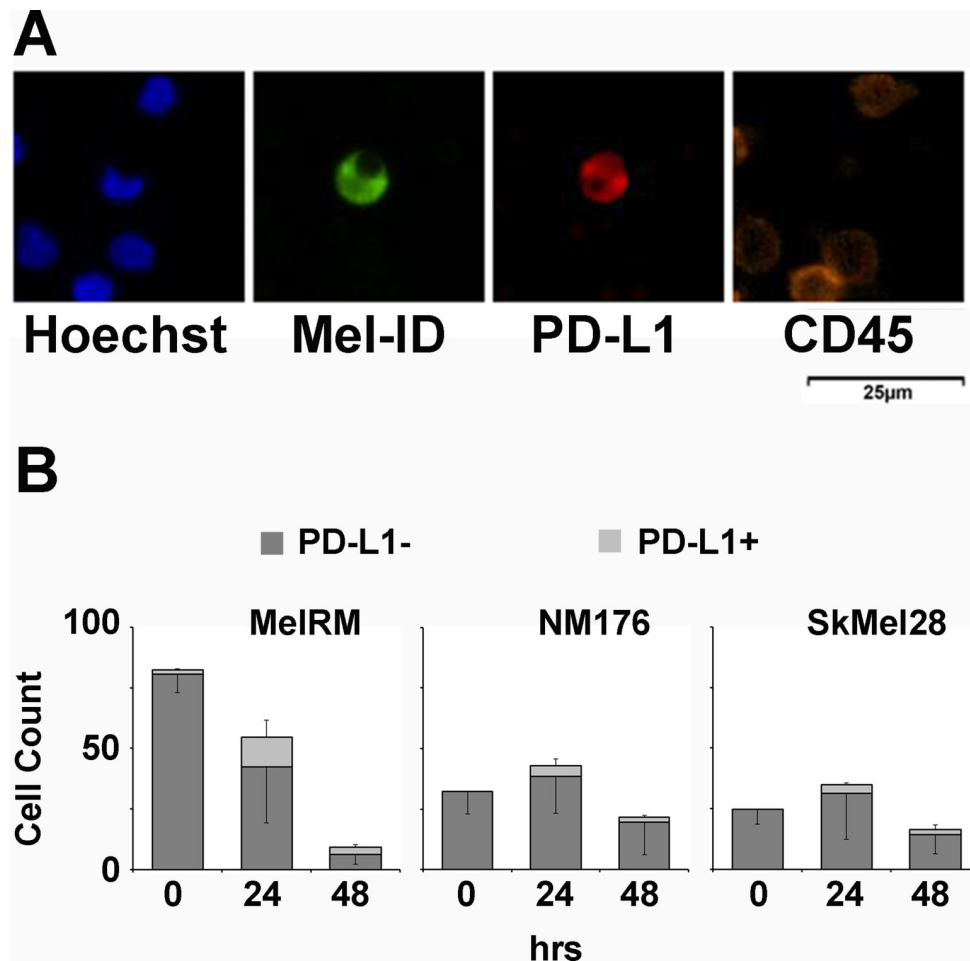 A
Hoechst Mel-ID PD-L1 CD45
25µm
B
PD-L1- PD-L1+
MelRM NM176 SkMel28
100
50
0
Cell Count
0 24 48 0 24 48 0 24 48
hrs